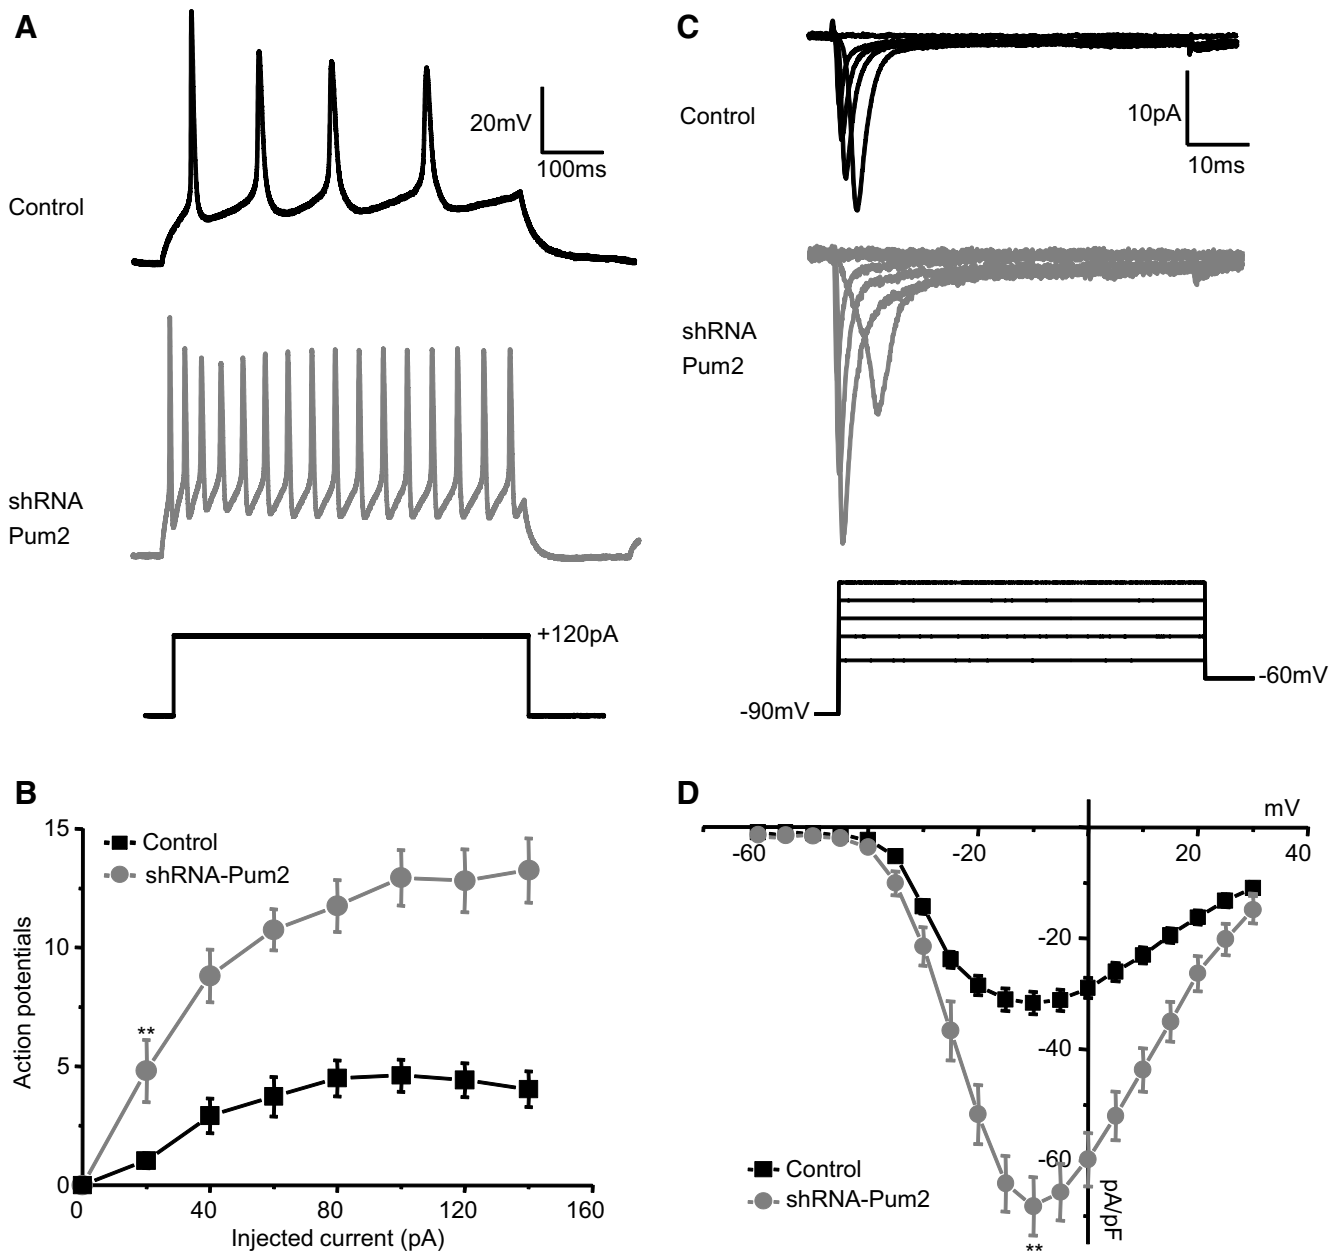 A
20mV
100ms
Control
shRNA
Pum2
+120pA
C
Control
10pA
10ms
shRNA
Pum2
-90mV
-60mV
B
15
10
5
0
Action potentials
Control
shRNA-Pum2
**
0 40 80 120 160
Injected current (pA)
D
mV
-60 -20 20 40
-20
-40
-60
pA/pF
Control
shRNA-Pum2
**